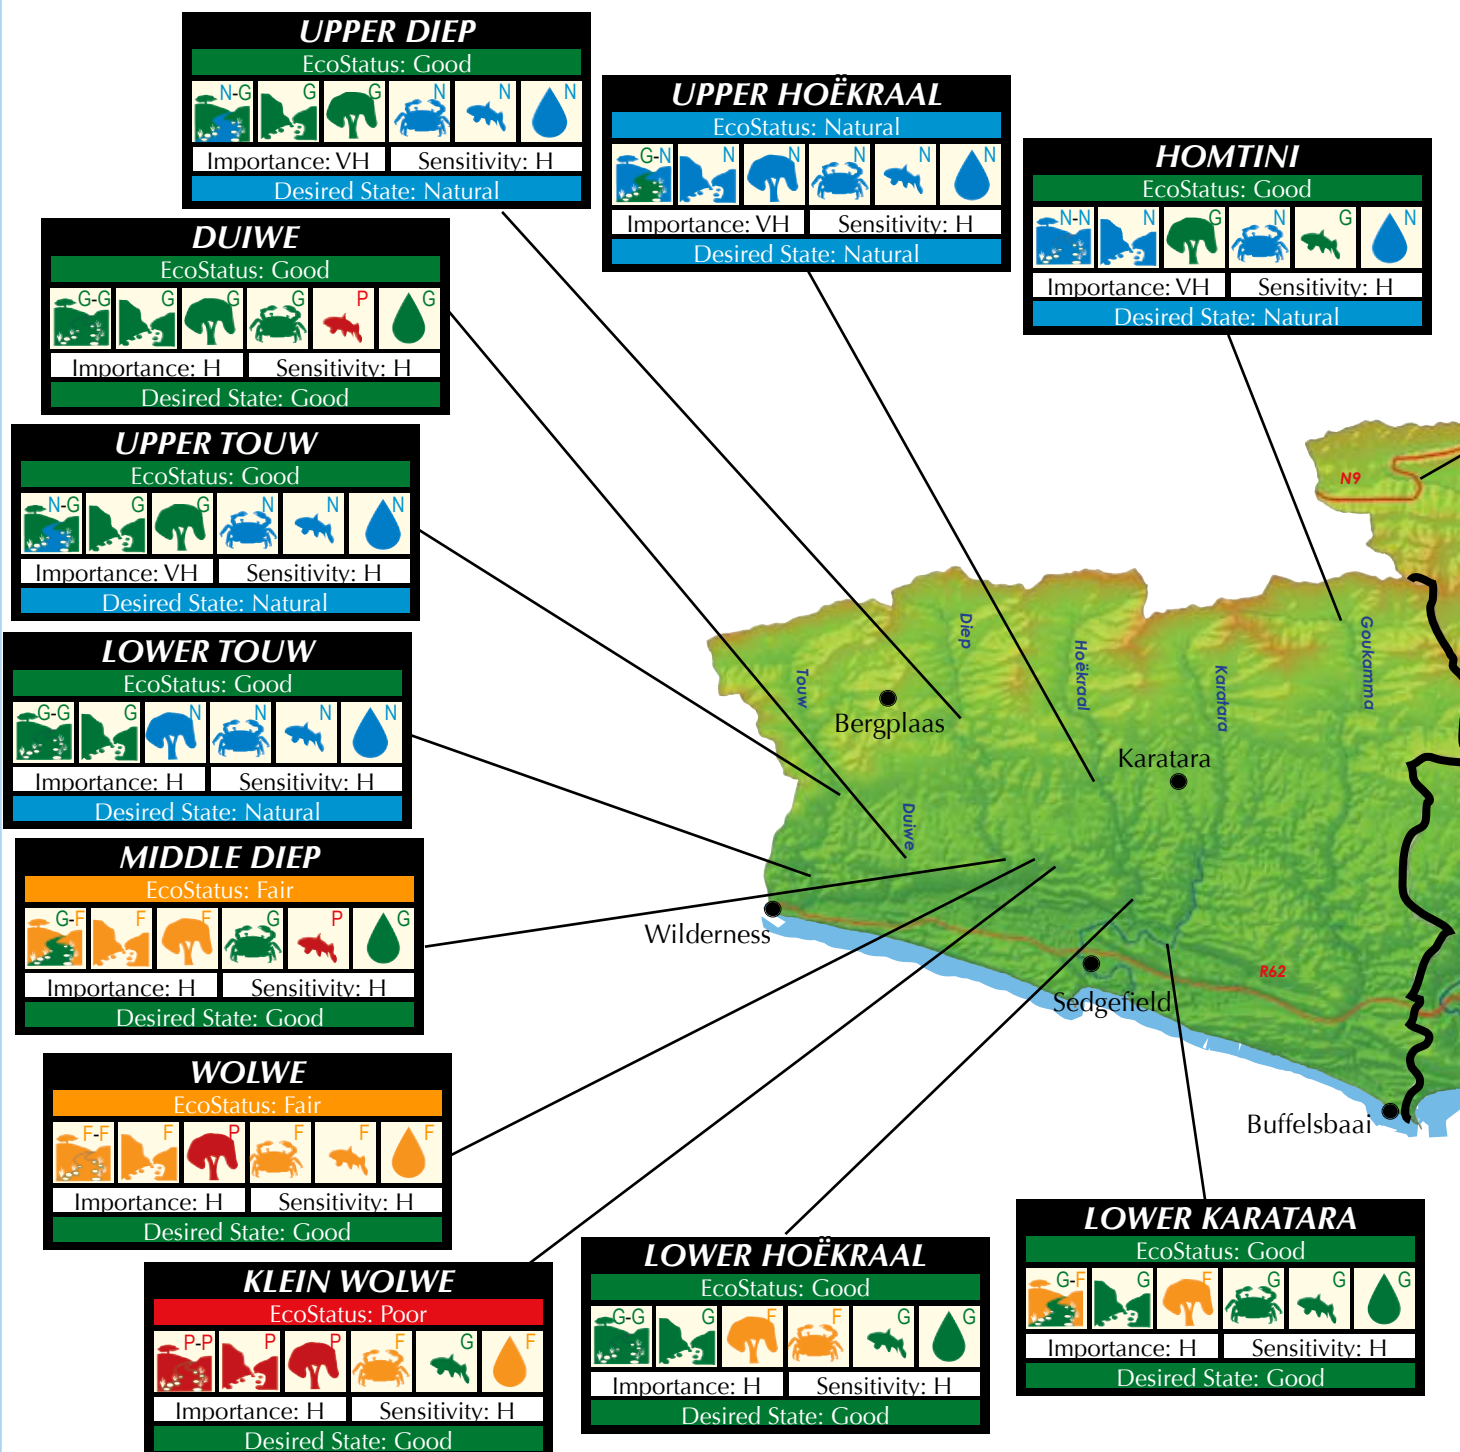 UPPER DIEP
EcoStatus: Good
N-G G G N N N
Importance: VH Sensitivity: H
Desired State: Natural
UPPER HOËKRAAL
EcoStatus: Natural
G-N N N N N N
Importance: VH Sensitivity: H
Desired State: Natural
HOMTINI
EcoStatus: Good
N-N N G N G N
Importance: VH Sensitivity: H
Desired State: Natural
DUIWE
EcoStatus: Good
G-G G G G P G
Importance: H Sensitivity: H
Desired State: Good
UPPER TOUW
EcoStatus: Good
N-G G G N N N
Importance: VH Sensitivity: H
Desired State: Natural
LOWER TOUW
EcoStatus: Good
G-G G N N N N
Importance: H Sensitivity: H
Desired State: Natural
MIDDLE DIEP
EcoStatus: Fair
G-F F F G P G
Importance: H Sensitivity: H
Desired State: Good
WOLWE
EcoStatus: Fair
F-F F P F F F
Importance: H Sensitivity: H
Desired State: Good
KLEIN WOLWE
EcoStatus: Poor
P-P P P F G F
Importance: H Sensitivity: H
Desired State: Good
LOWER HOËKRAAL
EcoStatus: Good
G-G G F F G G
Importance: H Sensitivity: H
Desired State: Good
LOWER KARATARA
EcoStatus: Good
G-F G F G G G
Importance: H Sensitivity: H
Desired State: Good
N9
Touw
Diep
Hoëkraal
Karatara
Goukamma
Duiwe
Bergplaas
Karatara
Wilderness
Sedgefield
R62
Buffelsbaai